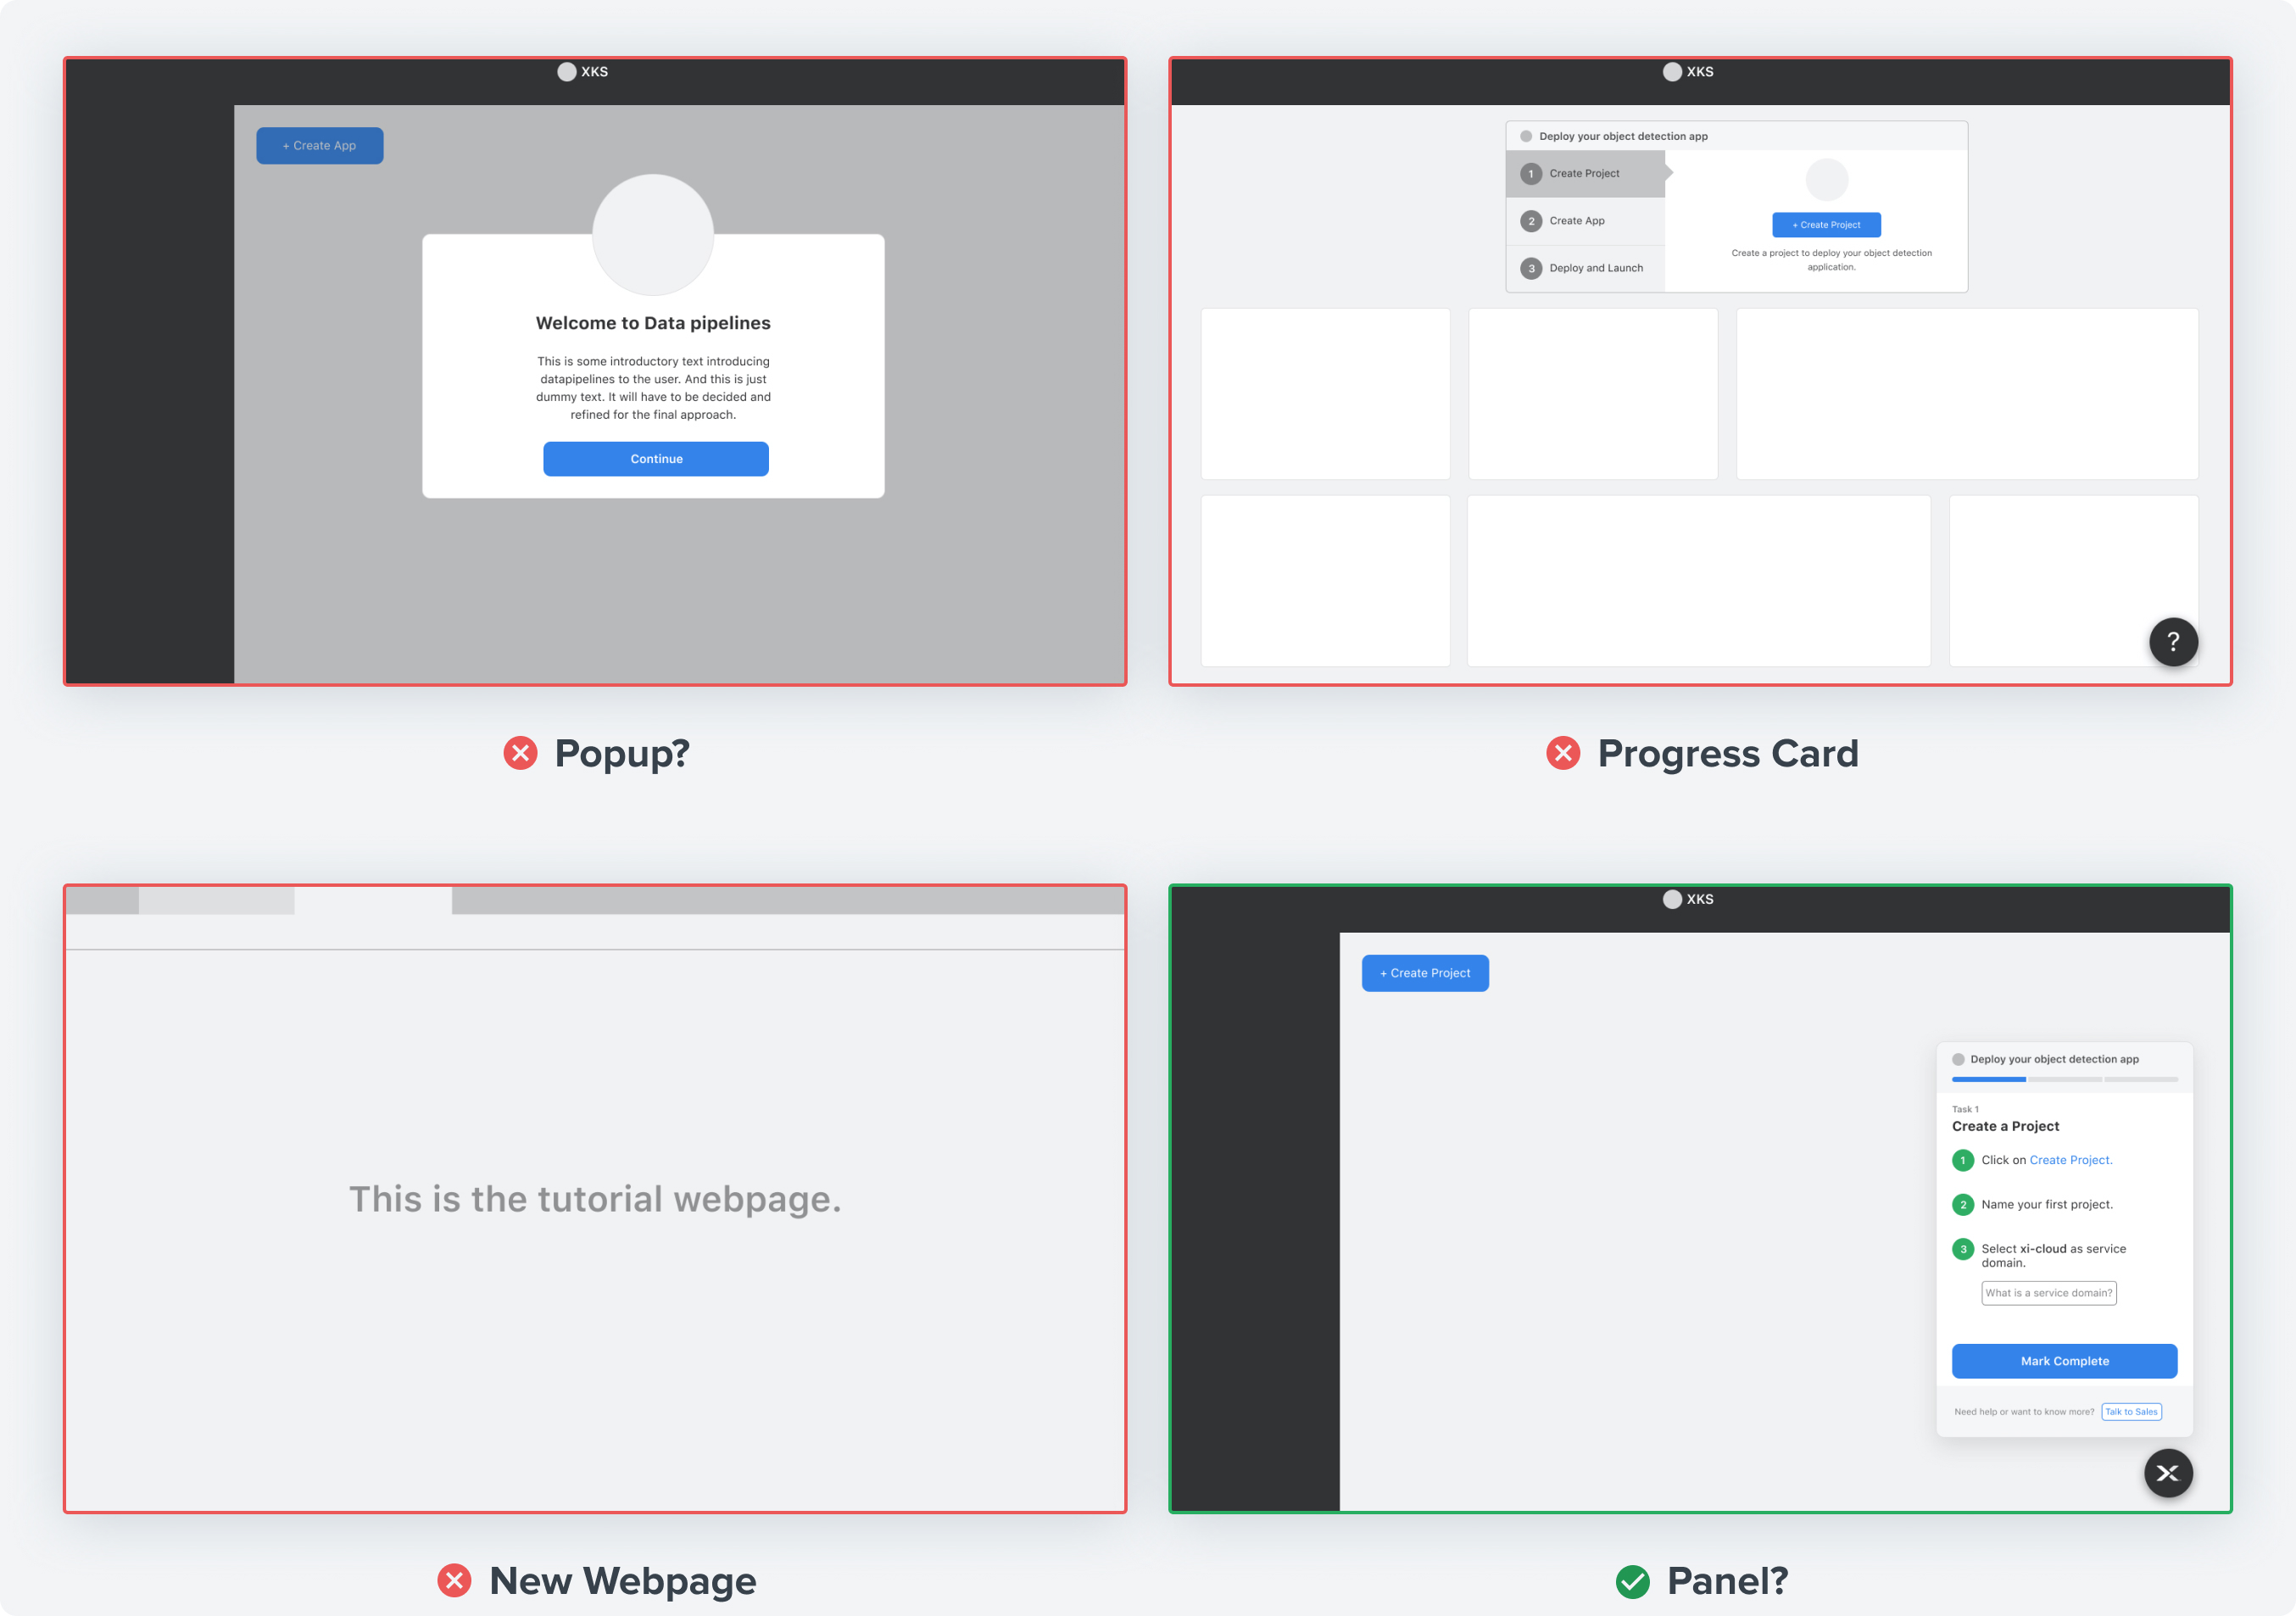 XKS
+ Create App
Welcome to Data pipelines
This is some introductory text introducing
datapipelines to the user. And this is just
dummy text. It will have to be decided and
refined for the final approach.
Continue
Popup?
XKS
Deploy your object detection app
1 Create Project
2 Create App
3 Deploy and Launch
+ Create Project
Create a project to deploy your object detection
application.
?
Progress Card
This is the tutorial webpage.
New Webpage
XKS
+ Create Project
Deploy your object detection app
Task 1
Create a Project
1 Click on Create Project.
2 Name your first project.
3 Select xi-cloud as service
domain.
What is a service domain?
Mark Complete
Need help or want to know more? Talk to Sales
Panel?